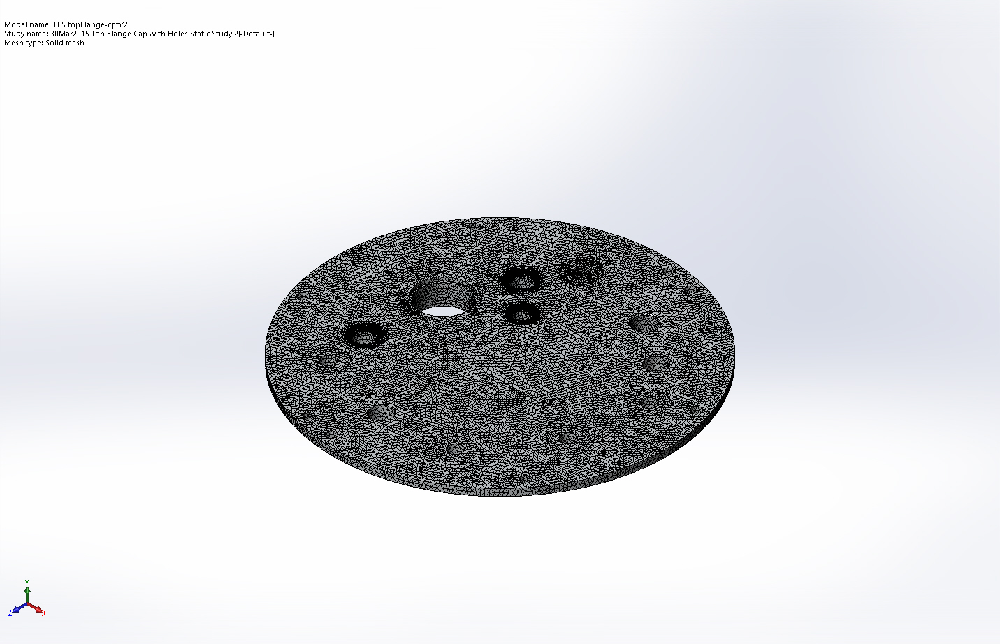 Model name: FFS topFlange-cpfV2
Study name: 30Mar2015 Top Flange Cap with Holes Static Study 2(-Default-)
Mesh type: Solid mesh
Y
Z
X